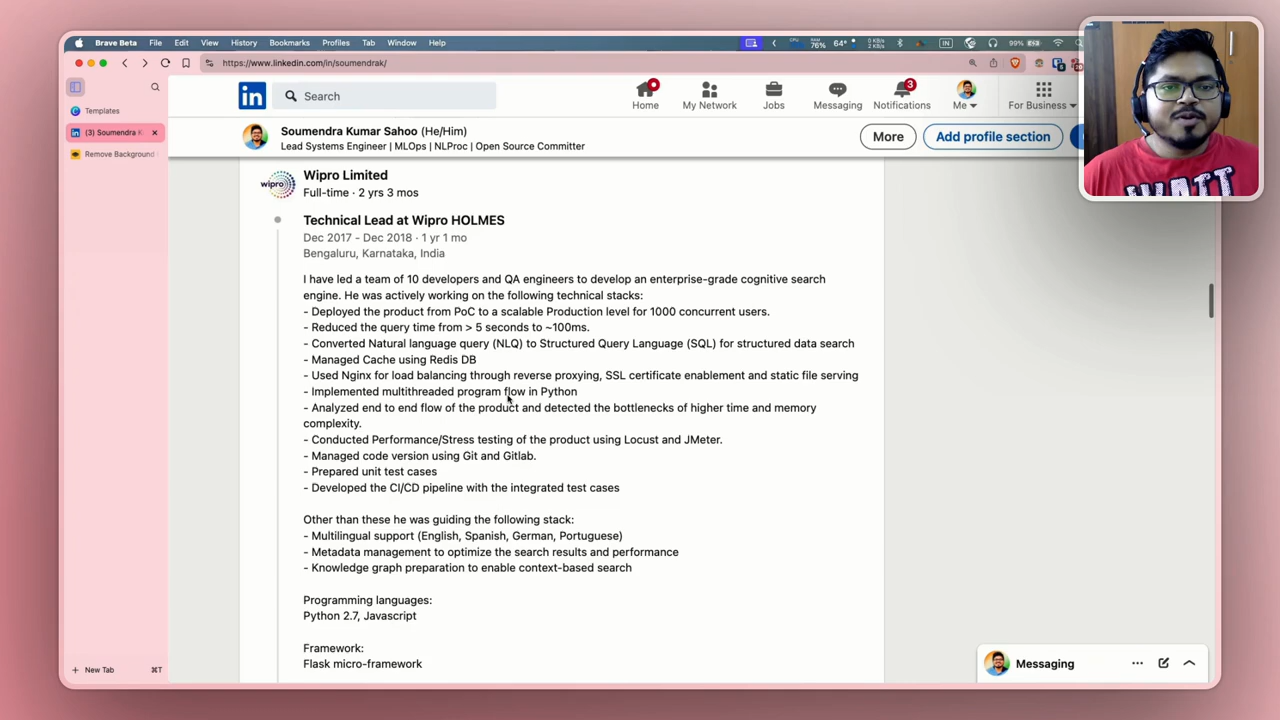 Brave Beta File Edit View History Bookmarks Profiles Tab Window Help
76% 64° 0 KB/s 2 KB/s IN 99%
https://www.linkedin.com/in/soumendrak/
Templates
(3) Soumendra K
Remove Background
New Tab ⌘T
in Search
Home My Network Jobs Messaging 3 Notifications Me For Business
Soumendra Kumar Sahoo (He/Him)
Lead Systems Engineer | MLOps | NLProc | Open Source Committer
More Add profile section
wipro
Wipro Limited
Full-time · 2 yrs 3 mos
Technical Lead at Wipro HOLMES
Dec 2017 - Dec 2018 · 1 yr 1 mo
Bengaluru, Karnataka, India
I have led a team of 10 developers and QA engineers to develop an enterprise-grade cognitive search
engine. He was actively working on the following technical stacks:
- Deployed the product from PoC to a scalable Production level for 1000 concurrent users.
- Reduced the query time from > 5 seconds to ~100ms.
- Converted Natural language query (NLQ) to Structured Query Language (SQL) for structured data search
- Managed Cache using Redis DB
- Used Nginx for load balancing through reverse proxying, SSL certificate enablement and static file serving
- Implemented multithreaded program flow in Python
- Analyzed end to end flow of the product and detected the bottlenecks of higher time and memory
complexity.
- Conducted Performance/Stress testing of the product using Locust and JMeter.
- Managed code version using Git and Gitlab.
- Prepared unit test cases
- Developed the CI/CD pipeline with the integrated test cases
Other than these he was guiding the following stack:
- Multilingual support (English, Spanish, German, Portuguese)
- Metadata management to optimize the search results and performance
- Knowledge graph preparation to enable context-based search
Programming languages:
Python 2.7, Javascript
Framework:
Flask micro-framework
Messaging